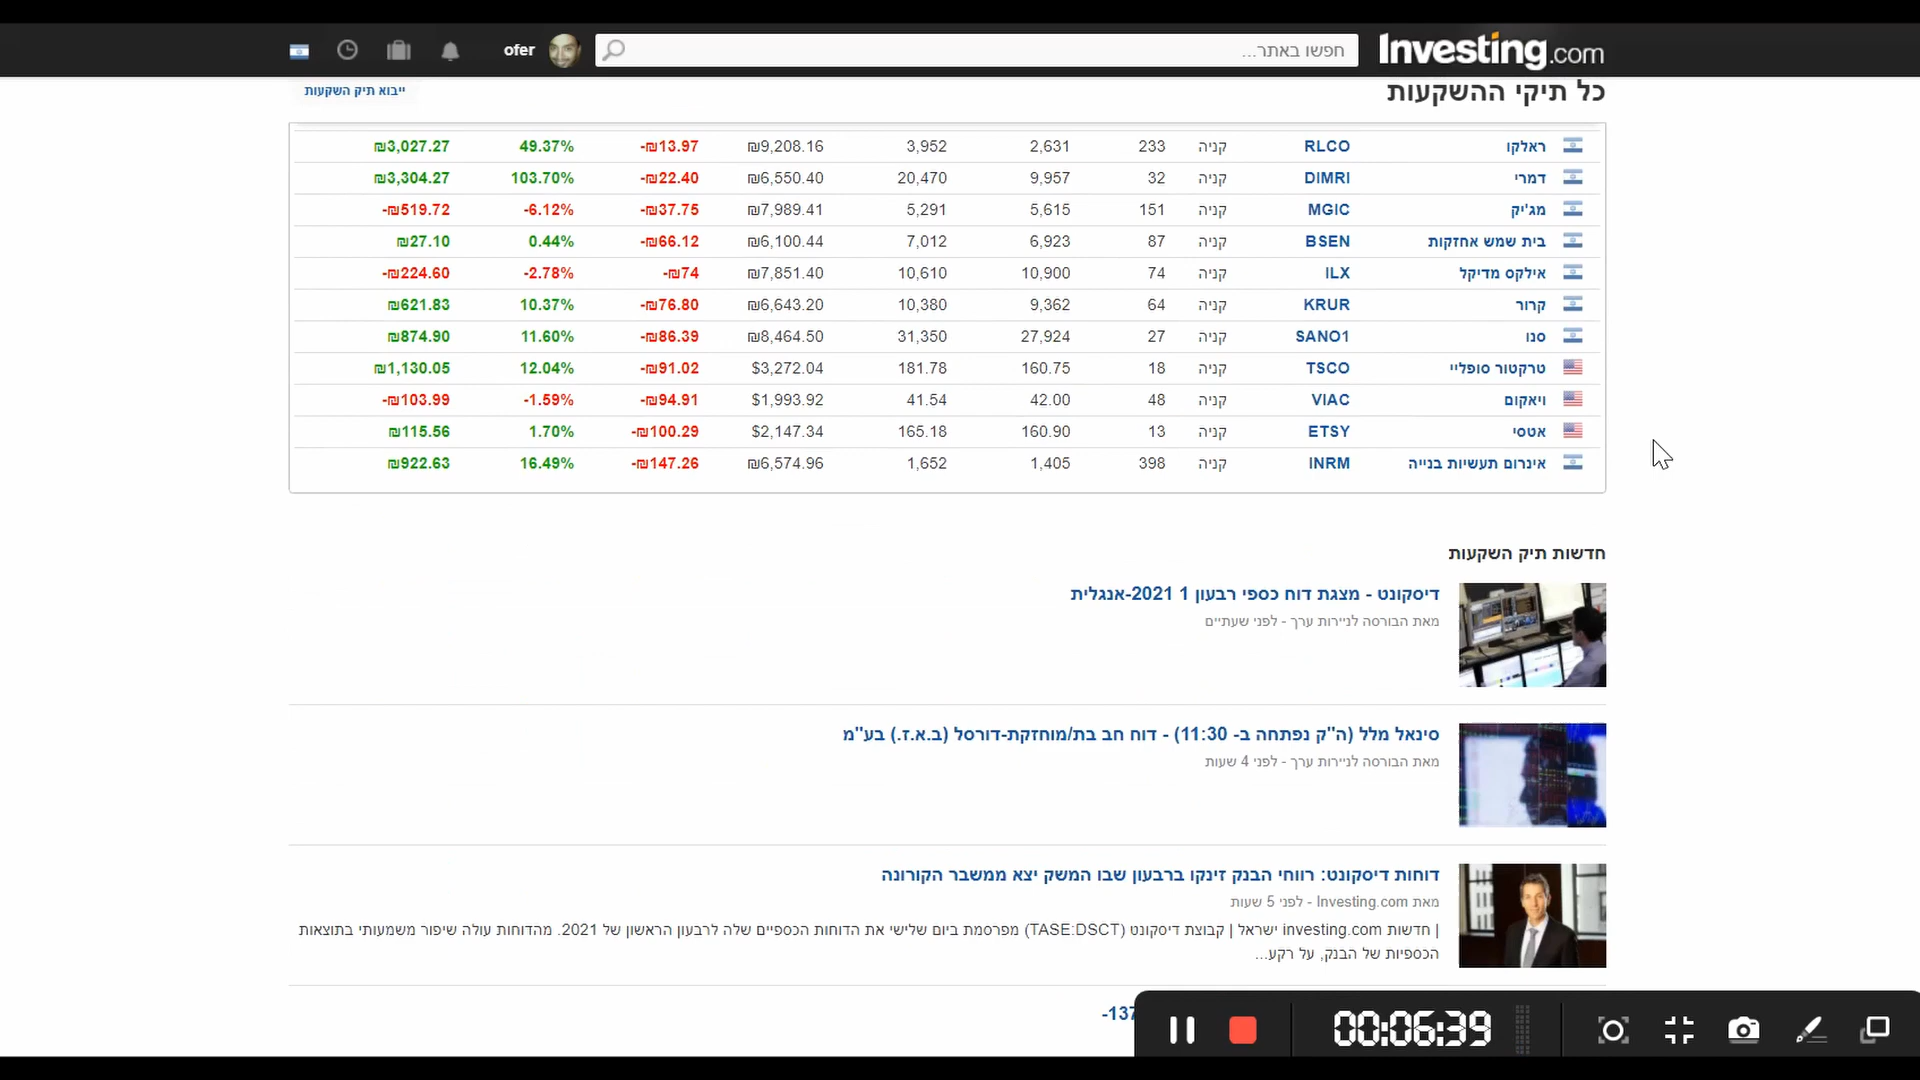 Investing.com
חפשו באתר...
ofer
כל תיקי ההשקעות
ייבוא תיק השקעות
ראלקו RLCO קניה 233 2,631 3,952 ₪9,208.16 -₪13.97 49.37% ₪3,027.27
דמרי DIMRI קניה 32 9,957 20,470 ₪6,550.40 -₪22.40 103.70% ₪3,304.27
מג'יק MGIC קניה 151 5,615 5,291 ₪7,989.41 -₪37.75 -6.12% -₪519.72
בית שמש אחזקות BSEN קניה 87 6,923 7,012 ₪6,100.44 -₪66.12 0.44% ₪27.10
אילקס מדיקל ILX קניה 74 10,900 10,610 ₪7,851.40 -₪74 -2.78% -₪224.60
קרור KRUR קניה 64 9,362 10,380 ₪6,643.20 -₪76.80 10.37% ₪621.83
סנו SANO1 קניה 27 27,924 31,350 ₪8,464.50 -₪86.39 11.60% ₪874.90
טרקטור סופליי TSCO קניה 18 160.75 181.78 $3,272.04 -₪91.02 12.04% ₪1,130.05
ויאקום VIAC קניה 48 42.00 41.54 $1,993.92 -₪94.91 -1.59% -₪103.99
אטסי ETSY קניה 13 160.90 165.18 $2,147.34 -₪100.29 1.70% ₪115.56
אינרום תעשיות בנייה INRM קניה 398 1,405 1,652 ₪6,574.96 -₪147.26 16.49% ₪922.63
חדשות תיק השקעות
דיסקונט - מצגת דוח כספי רבעון 1 2021-אנגלית
מאת הבורסה לניירות ערך - לפני שעתיים
סינאל מלל (ה"ק נפתחה ב- 11:30) - דוח חב בת/מוחזקת-דורסל (ב.א.ז.) בע"מ
מאת הבורסה לניירות ערך - לפני 4 שעות
דוחות דיסקונט: רווחי הבנק זינקו ברבעון שבו המשק יצא ממשבר הקורונה
מאת Investing.com - לפני 5 שעות
| חדשות investing.com ישראל | קבוצת דיסקונט (TASE:DSCT) מפרסמת ביום שלישי את הדוחות הכספיים שלה לרבעון הראשון של 2021. מהדוחות עולה שיפור משמעותי בתוצאות
הכספיות של הבנק, על רקע...
-137
00:06:39